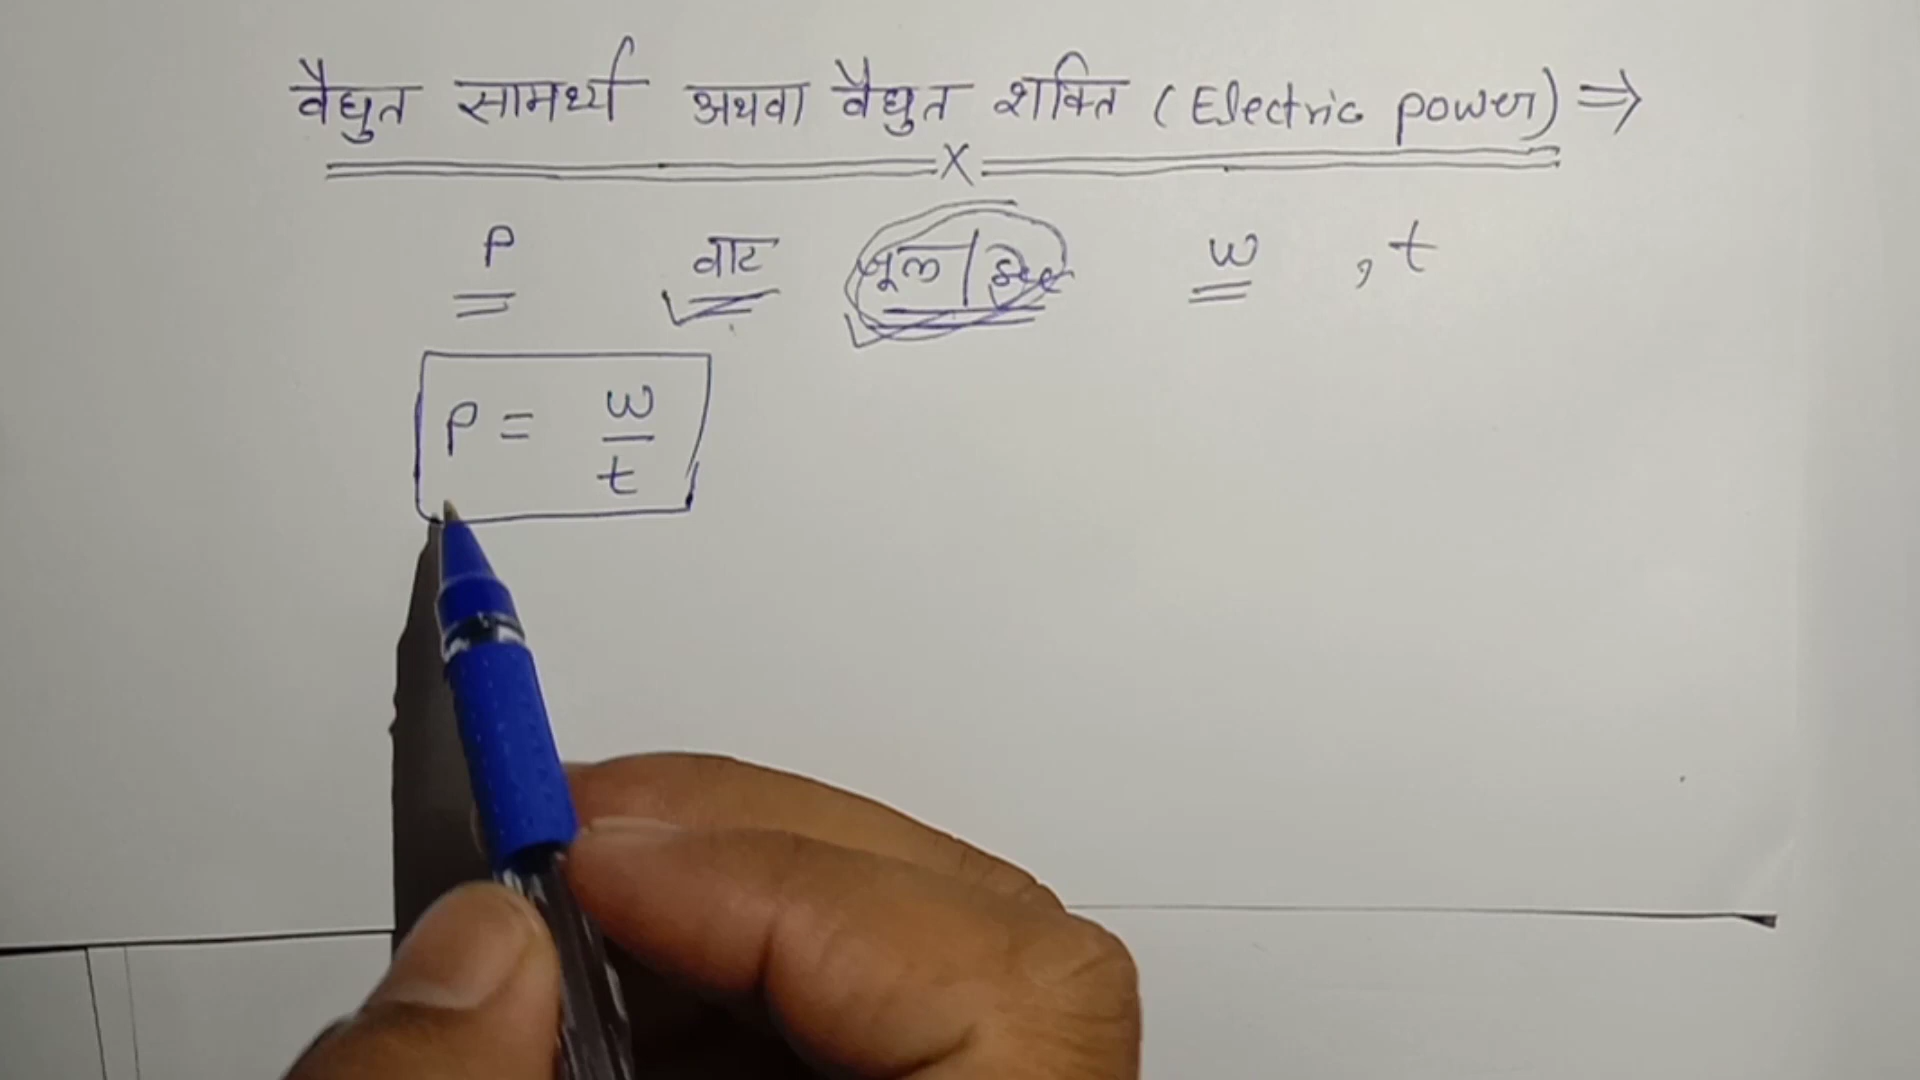 वैधुत सामर्थ्य अथवा वैधुत शक्ति (Electric power) ⇒
X
P वाट जूल/ w , t
P = w/t